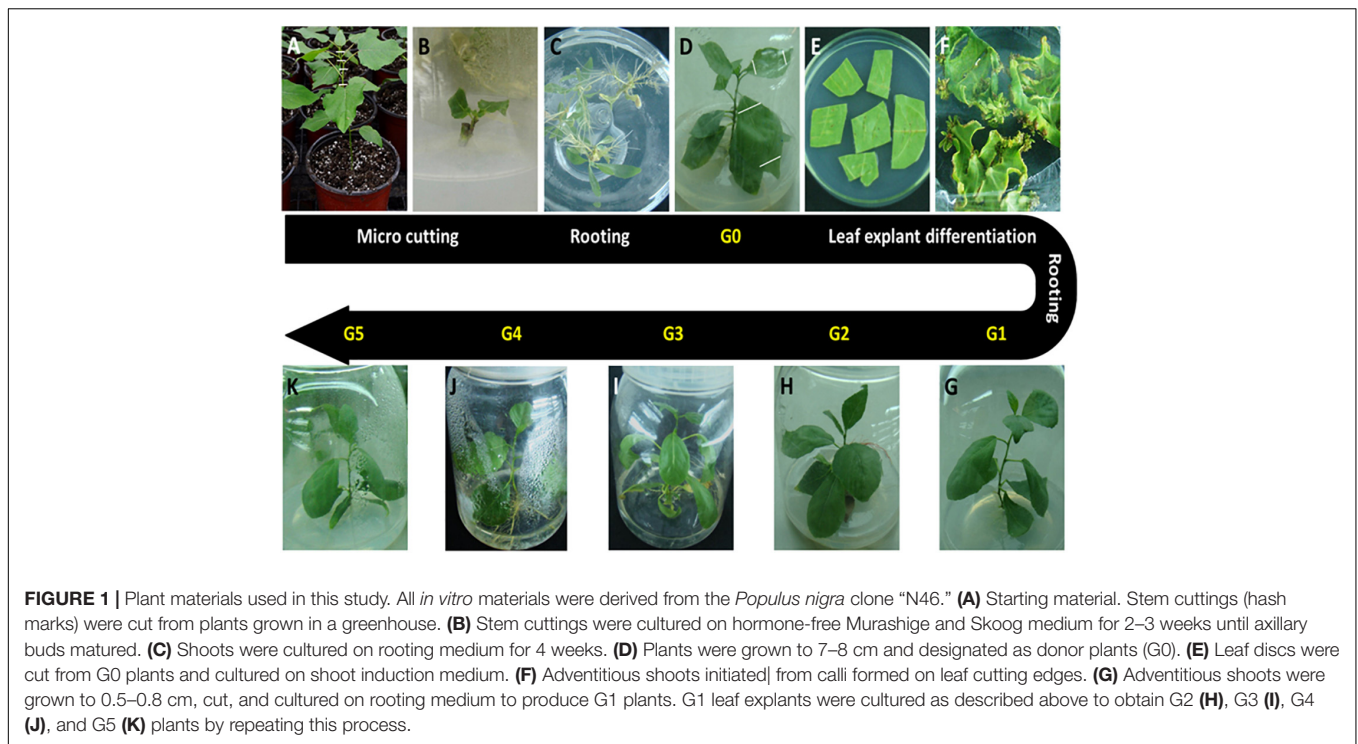 A B C D E F
Micro cutting Rooting G0 Leaf explant differentiation
Rooting
G5 G4 G3 G2 G1
K J I H G
FIGURE 1 | Plant materials used in this study. All in vitro materials were derived from the Populus nigra clone “N46.” (A) Starting material. Stem cuttings (hash
marks) were cut from plants grown in a greenhouse. (B) Stem cuttings were cultured on hormone-free Murashige and Skoog medium for 2–3 weeks until axillary
buds matured. (C) Shoots were cultured on rooting medium for 4 weeks. (D) Plants were grown to 7–8 cm and designated as donor plants (G0). (E) Leaf discs were
cut from G0 plants and cultured on shoot induction medium. (F) Adventitious shoots initiated| from calli formed on leaf cutting edges. (G) Adventitious shoots were
grown to 0.5–0.8 cm, cut, and cultured on rooting medium to produce G1 plants. G1 leaf explants were cultured as described above to obtain G2 (H), G3 (I), G4
(J), and G5 (K) plants by repeating this process.